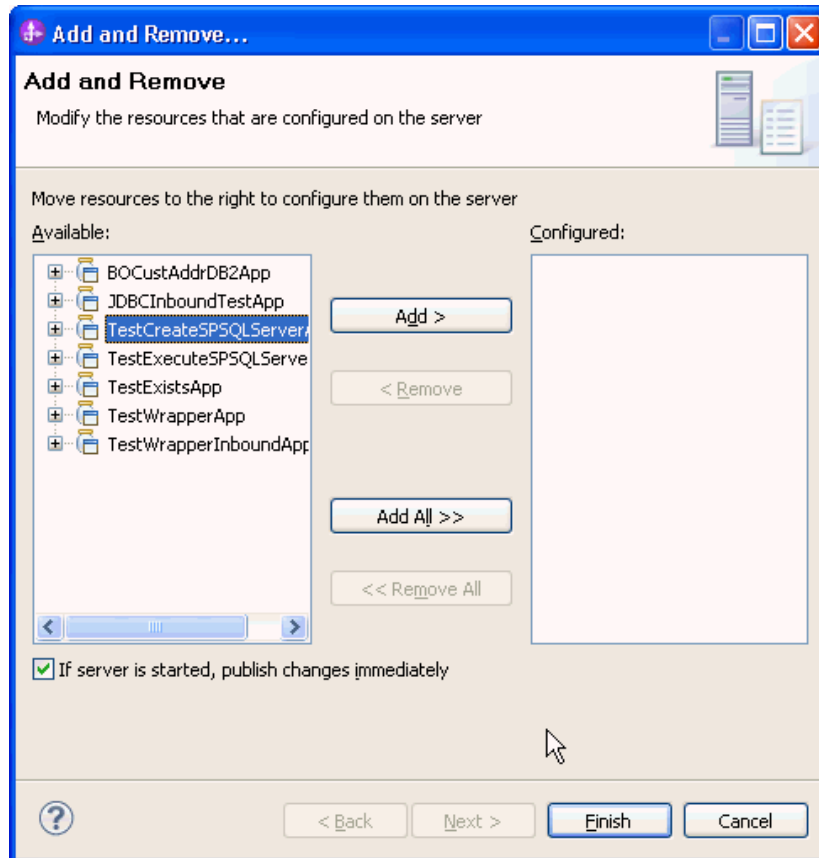 Add and Remove...
Add and Remove
Modify the resources that are configured on the server
Move resources to the right to configure them on the server
Available:
Configured:
BOCustAddrDB2App
JDBCInboundTestApp
TestCreateSPSQLServerA
TestExecuteSPSQLServe
TestExistsApp
TestWrapperApp
TestWrapperInboundApp
Add >
< Remove
Add All >>
<< Remove All
If server is started, publish changes immediately
?
< Back
Next >
Finish
Cancel